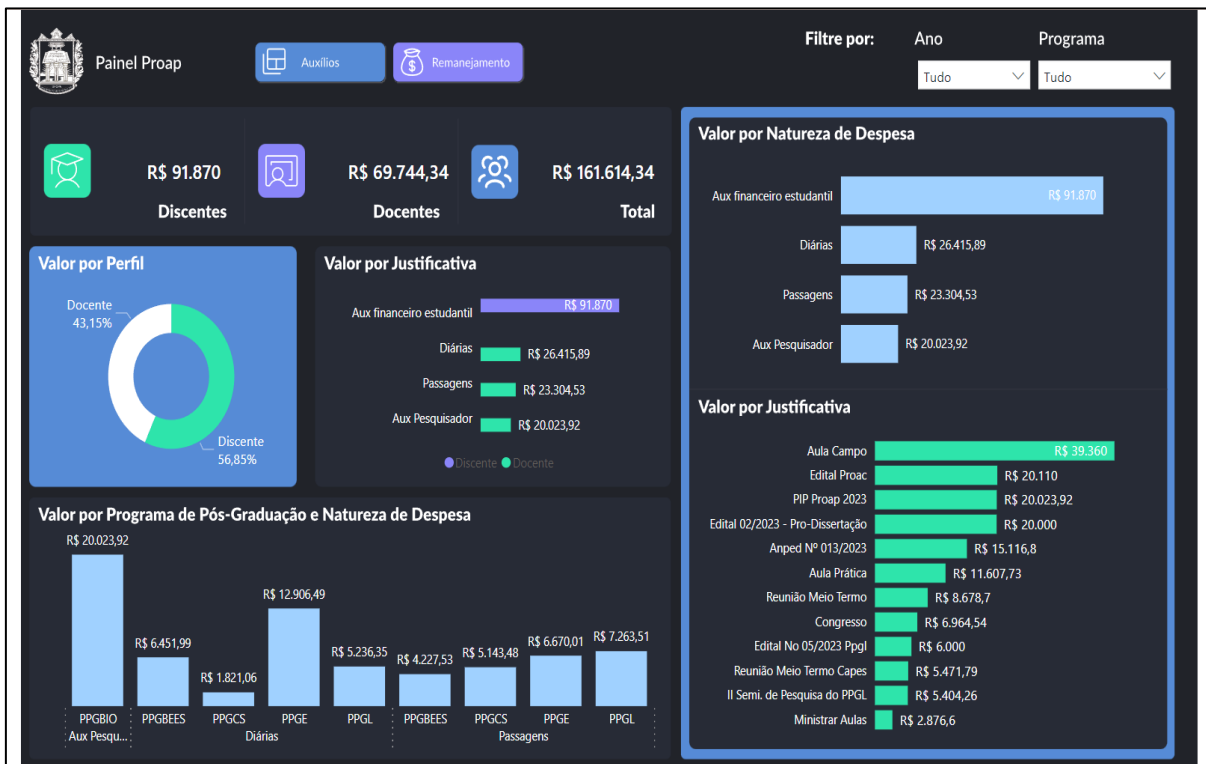 Painel Proap
Auxílios
Remanejamento
Filtre por:
Ano
Programa
Tudo
Tudo
R$ 91.870
Discentes
R$ 69.744,34
Docentes
R$ 161.614,34
Total
Valor por Perfil
Docente
43,15%
Discente
56,85%
Valor por Justificativa
Aux financeiro estudantil R$ 91.870
Diárias R$ 26.415,89
Passagens R$ 23.304,53
Aux Pesquisador R$ 20.023,92
Discente Docente
Valor por Programa de Pós-Graduação e Natureza de Despesa
R$ 20.023,92
R$ 6.451,99
R$ 1.821,06
R$ 12.906,49
R$ 5.236,35
R$ 4.227,53
R$ 5.143,48
R$ 6.670,01
R$ 7.263,51
PPGBIO PPGBEES PPGCS PPGE PPGL PPGBEES PPGCS PPGE PPGL
Aux Pesqu... Diárias Passagens
Valor por Natureza de Despesa
Aux financeiro estudantil R$ 91.870
Diárias R$ 26.415,89
Passagens R$ 23.304,53
Aux Pesquisador R$ 20.023,92
Valor por Justificativa
Aula Campo R$ 39.360
Edital Proac R$ 20.110
PIP Proap 2023 R$ 20.023,92
Edital 02/2023 - Pro-Dissertação R$ 20.000
Anped Nº 013/2023 R$ 15.116,8
Aula Prática R$ 11.607,73
Reunião Meio Termo R$ 8.678,7
Congresso R$ 6.964,54
Edital No 05/2023 Ppgl R$ 6.000
Reunião Meio Termo Capes R$ 5.471,79
II Semi. de Pesquisa do PPGL R$ 5.404,26
Ministrar Aulas R$ 2.876,6